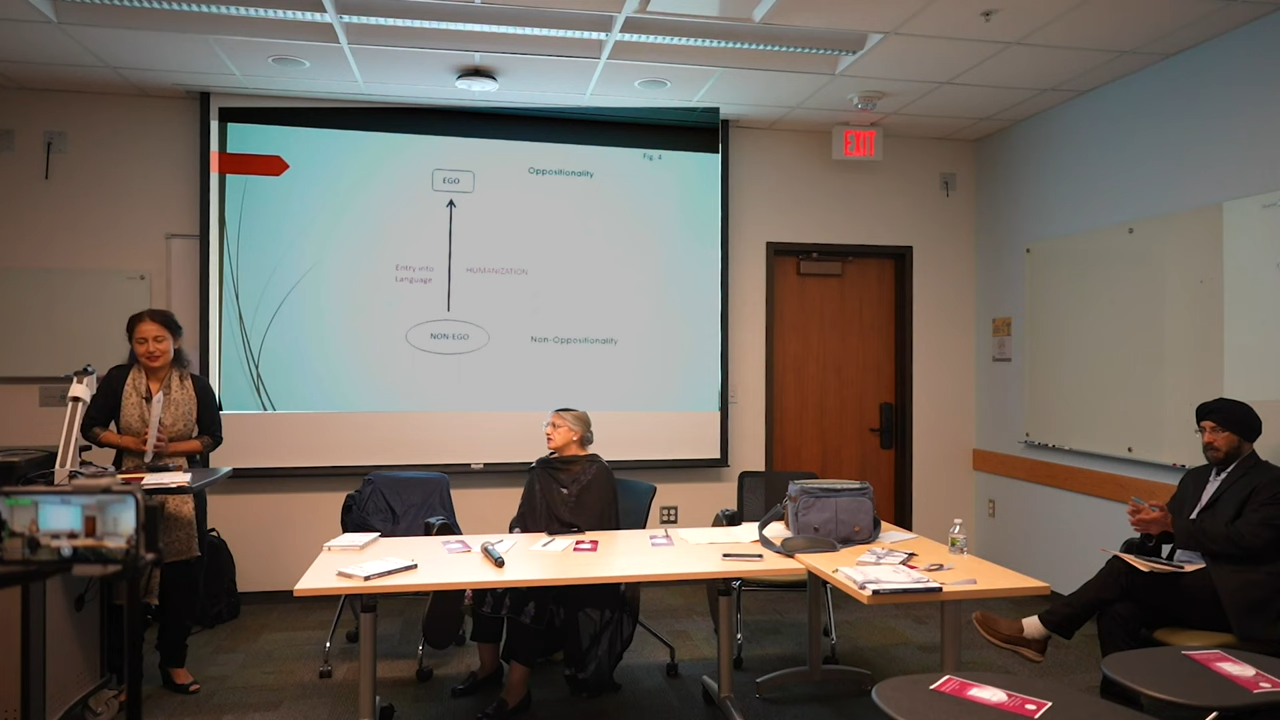 Fig. 4
EGO
Oppositionality
Entry into
Language
HUMANIZATION
NON-EGO
Non-Oppositionality
EXIT